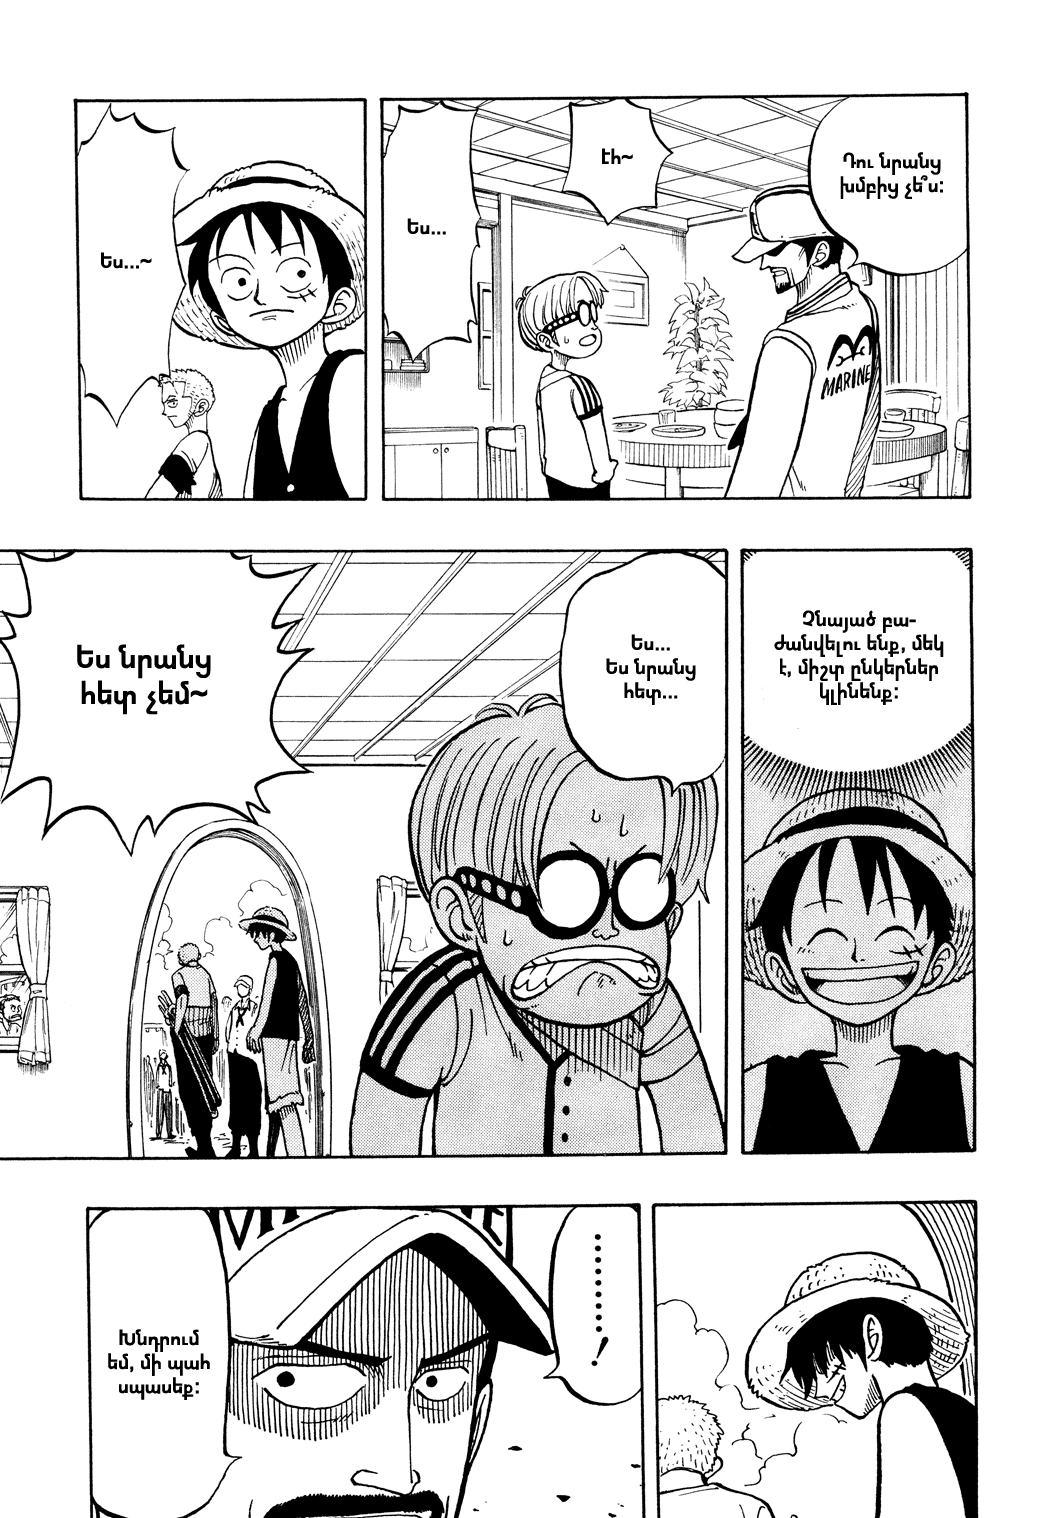 Դու նրանց
խմբից չե՞ս:
էհ~
MARINE
Ես...
Ես...~
Չնայած բա-
ժանվելու ենք, մեկ
է, միշտ ընկերներ
կլինենք:
Ես...
Ես նրանց
հետ...
Ես նրանց
հետ չեմ~
.......!
Խնդրում
եմ, մի պահ
սպասեք: